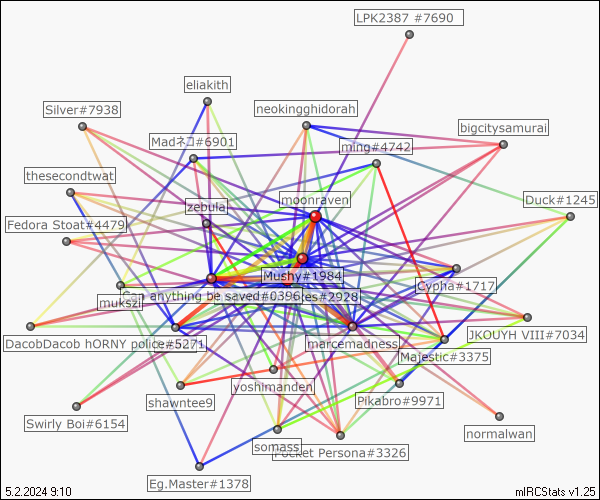 LPK2387 #7690
eliakith
Silver#7938
neokingghidorah
bigcitysamurai
Madネコ#6901
ming#4742
thesecondtwat
moonraven
Duck#1245
zebula
Fedora Stoat#4479
Mushy#1984
Cypha#1717
Can anything be saved#0396
res#2928
mukszi
JKOUYH VIII#7034
DacobDacob hORNY police#5271
marcemadness
Majestic#3375
yoshimanden
Pikabro#9971
shawntee9
Swirly Boi#6154
normalwan
somass
Pocket Persona#3326
Eg.Master#1378
5.2.2024 9:10
mIRCStats v1.25